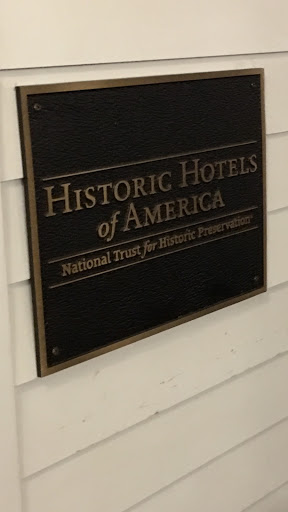 HISTORIC HOTELS
of AMERICA
National Trust for Historic Preservation®